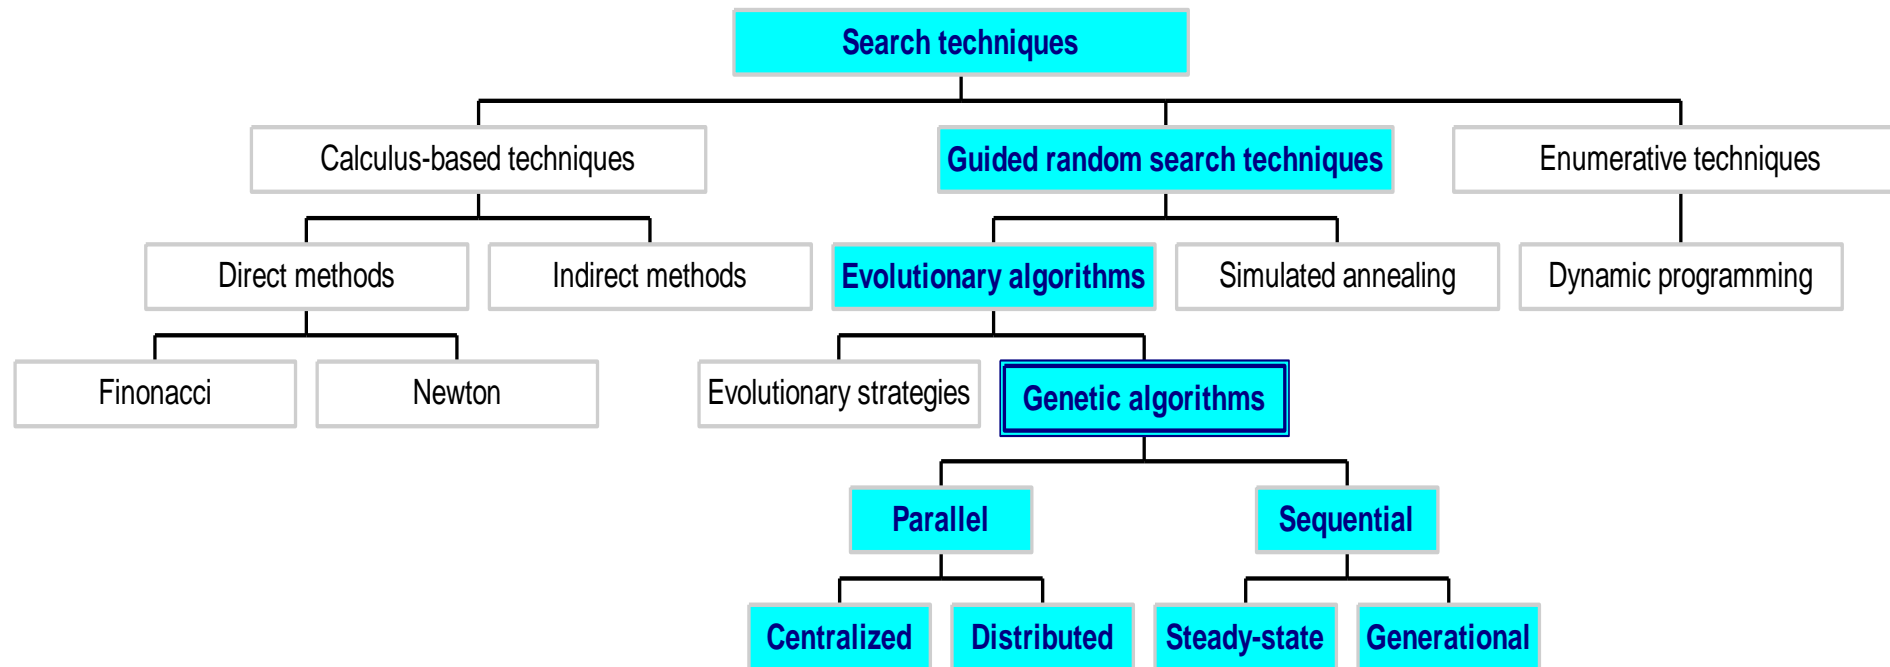 Search techniques
Calculus-based techniques
Guided random search techniques
Enumerative techniques
Direct methods
Indirect methods
Evolutionary algorithms
Simulated annealing
Dynamic programming
Finonacci
Newton
Evolutionary strategies
Genetic algorithms
Parallel
Sequential
Centralized
Distributed
Steady-state
Generational